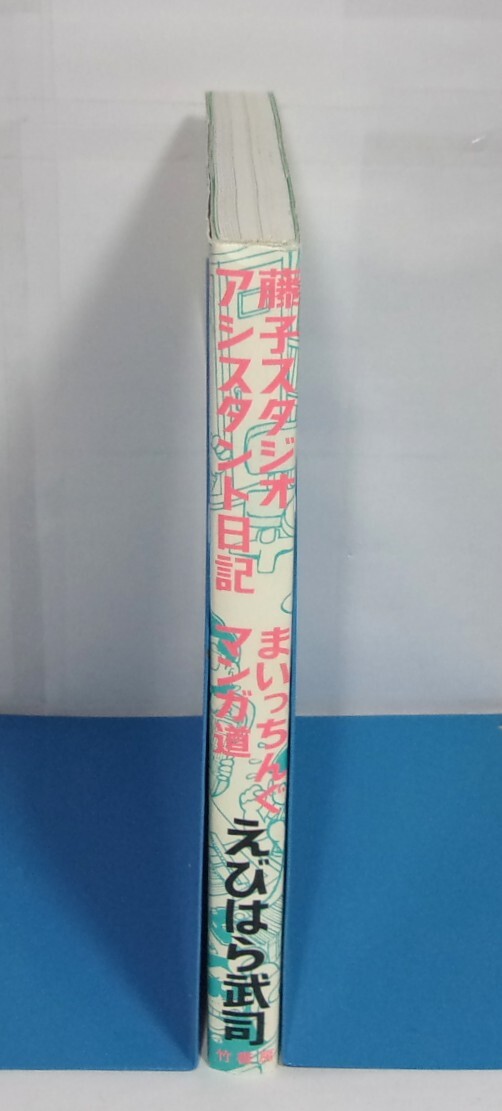 藤子スタジオ
アシスタント日記
まいっちんぐ
マンガ道
えびはら武司
竹書房